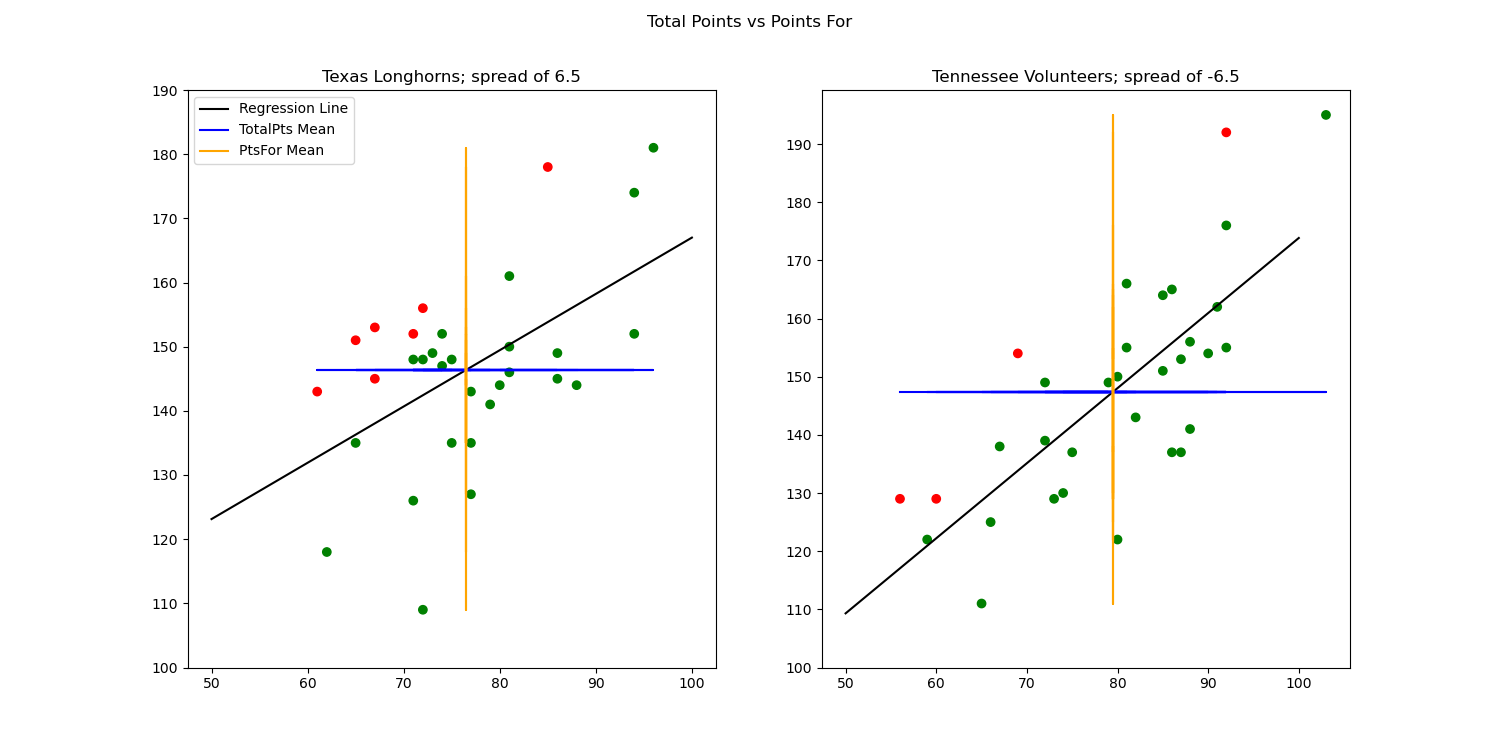 Total Points vs Points For
Texas Longhorns; spread of 6.5
Regression Line
TotalPts Mean
PtsFor Mean
190
180
170
160
150
140
130
120
110
100
50 60 70 80 90 100
Tennessee Volunteers; spread of -6.5
190
180
170
160
150
140
130
120
110
100
50 60 70 80 90 100